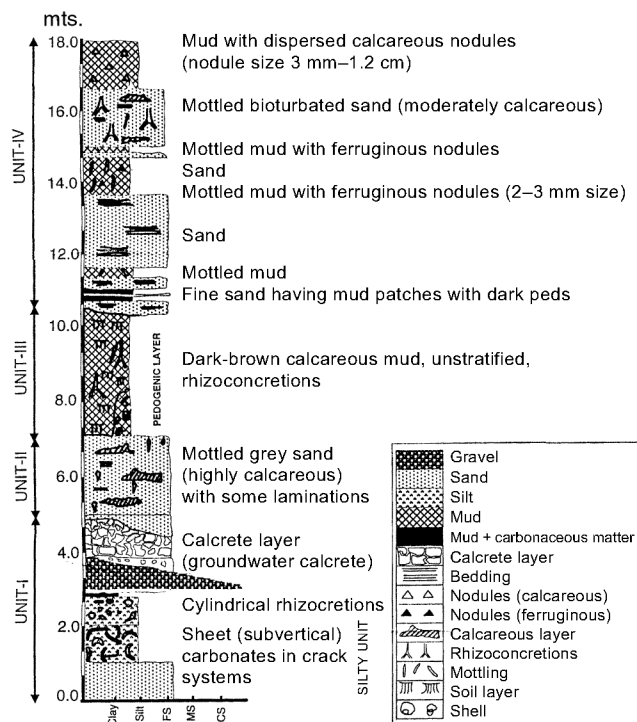 mts.
18.0
16.0
14.0
12.0
10.0
8.0
6.0
4.0
2.0
0.0
UNIT-IV
UNIT-III
UNIT-II
UNIT-I
Mud with dispersed calcareous nodules
(nodule size 3 mm–1.2 cm)
Mottled bioturbated sand (moderately calcareous)
Mottled mud with ferruginous nodules
Sand
Mottled mud with ferruginous nodules (2–3 mm size)
Sand
Mottled mud
Fine sand having mud patches with dark peds
PEDOGENIC LAYER
Dark-brown calcareous mud, unstratified,
rhizoconcretions
Mottled grey sand
(highly calcareous)
with some laminations
Calcrete layer
(groundwater calcrete)
Cylindrical rhizocretions
Sheet (subvertical)
carbonates in crack
systems
SILTY UNIT
Clay
Silt
FS
MS
CS
Gravel
Sand
Silt
Mud
Mud + carbonaceous matter
Calcrete layer
Bedding
Nodules (calcareous)
Nodules (ferruginous)
Calcareous layer
Rhizoconcretions
Mottling
Soil layer
Shell